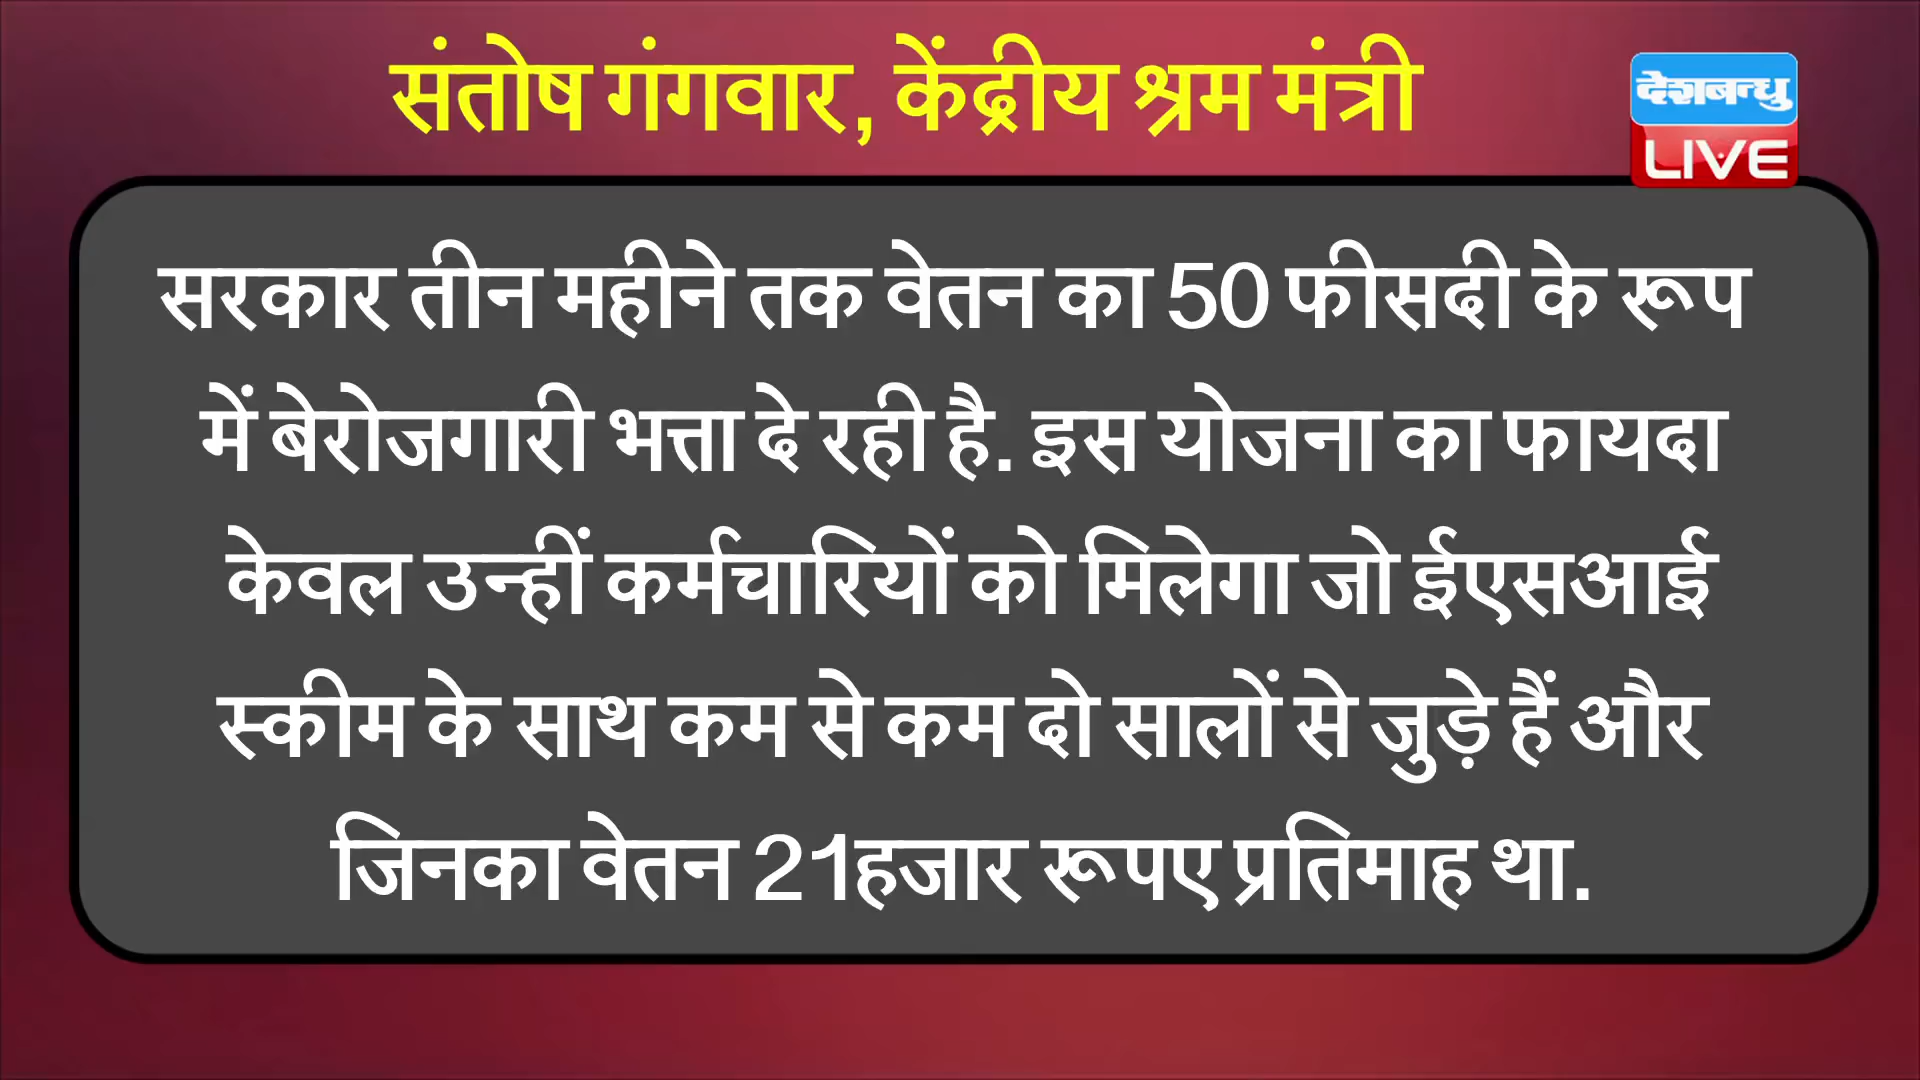 संतोष गंगवार, केंद्रीय श्रम मंत्री
देशबन्धु
LIVE
सरकार तीन महीने तक वेतन का 50 फीसदी के रूप
में बेरोजगारी भत्ता दे रही है. इस योजना का फायदा
केवल उन्हीं कर्मचारियों को मिलेगा जो ईएसआई
स्कीम के साथ कम से कम दो सालों से जुड़े हैं और
जिनका वेतन 21हजार रूपए प्रतिमाह था.